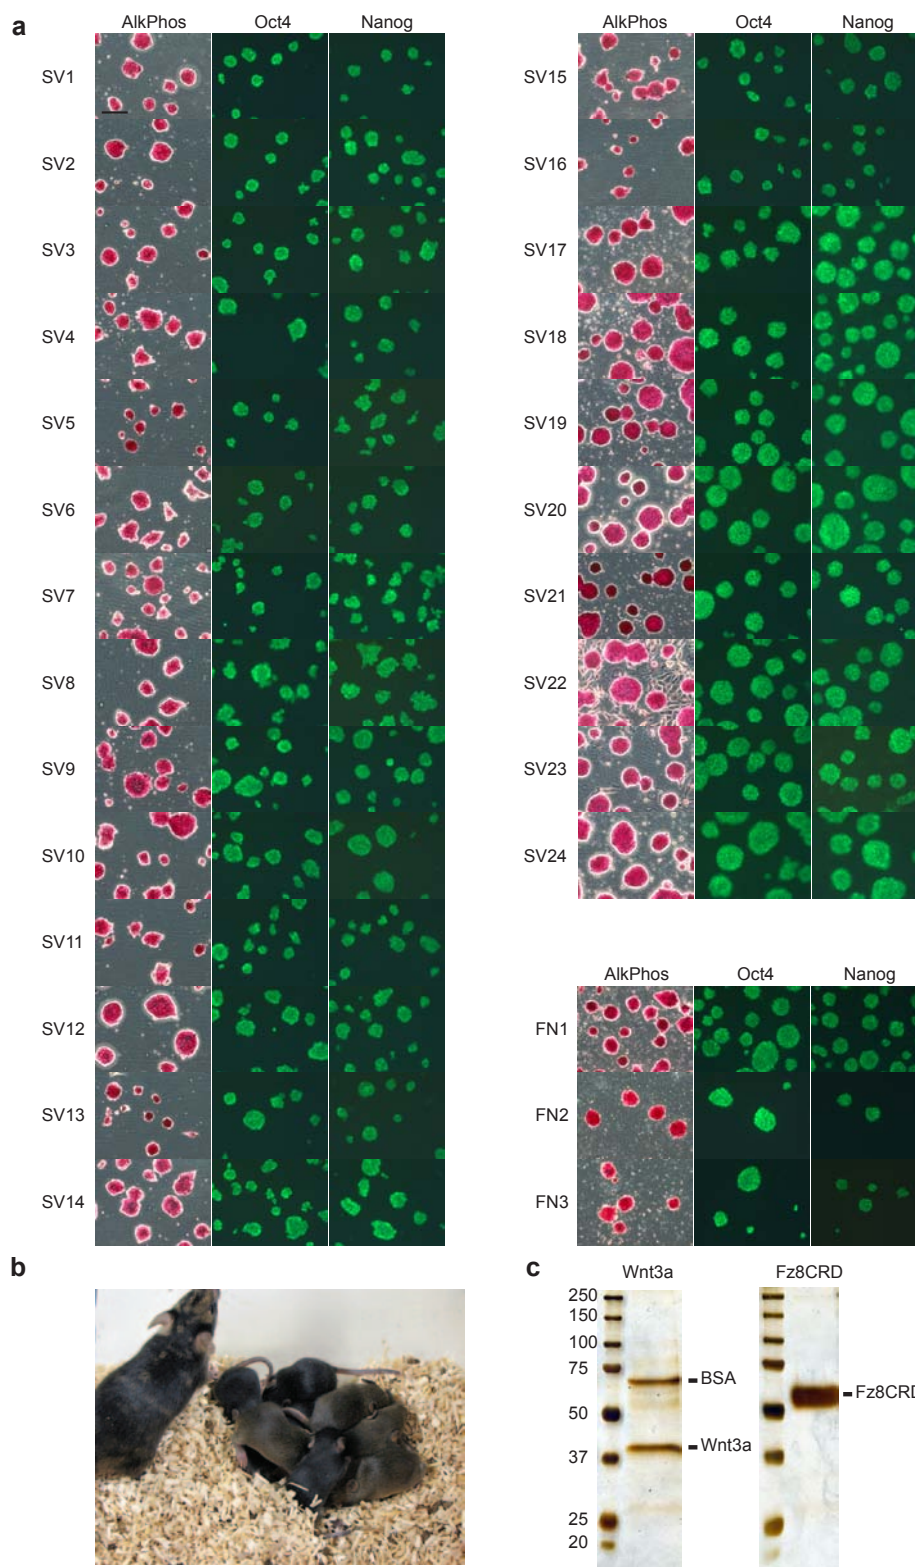 a
AlkPhos Oct4 Nanog
SV1
SV2
SV3
SV4
SV5
SV6
SV7
SV8
SV9
SV10
SV11
SV12
SV13
SV14
AlkPhos Oct4 Nanog
SV15
SV16
SV17
SV18
SV19
SV20
SV21
SV22
SV23
SV24
AlkPhos Oct4 Nanog
FN1
FN2
FN3
b
c
Wnt3a Fz8CRD
250
150
100
75
50
37
25
20
BSA
Wnt3a
Fz8CRD